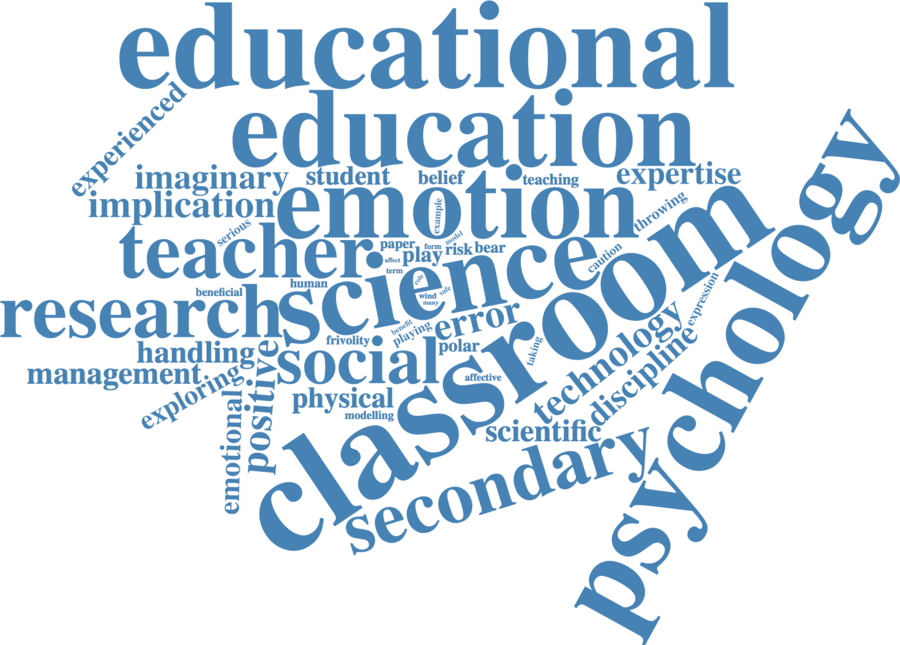 educational
education
experienced
imaginary
student
belief
teaching
expertise
implication
emotion
example
throwing
serious
teacher
paper
form
model
play
risk
bear
caution
affect
term
science
role
wind
safe
many
human
beneficial
research
benefit
playing
error
frivolity
expression
classroom
psychology
handling
social
polar
taking
technology
management
exploring
positive
affective
discipline
physical
modelling
emotional
scientific
secondary